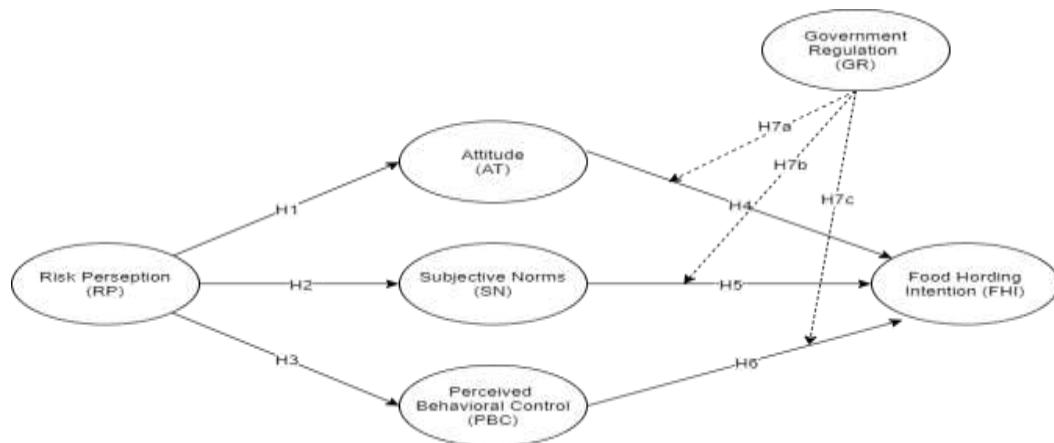 Government
Regulation
(GR)
H7a
Attitude
(AT)
H7b
H7c
H1
H4
Risk Perseption
(RP)
H2
Subjective Norms
(SN)
H5
Food Hording
Intention (FHI)
H3
H6
Perceived
Behavioral Control
(PBC)